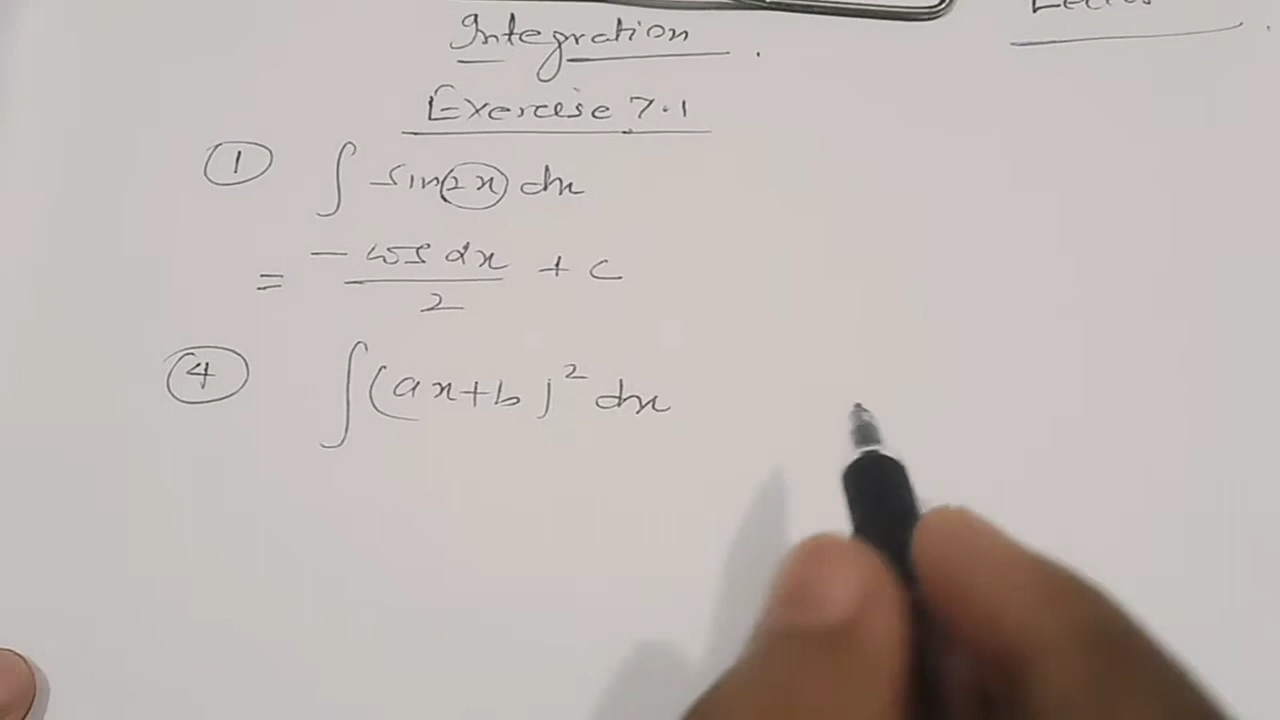 Integration.
Exercise 7.1
① ∫ sin 2x dx
= - cos 2x / 2 + c
④ ∫ (ax+b)² dx